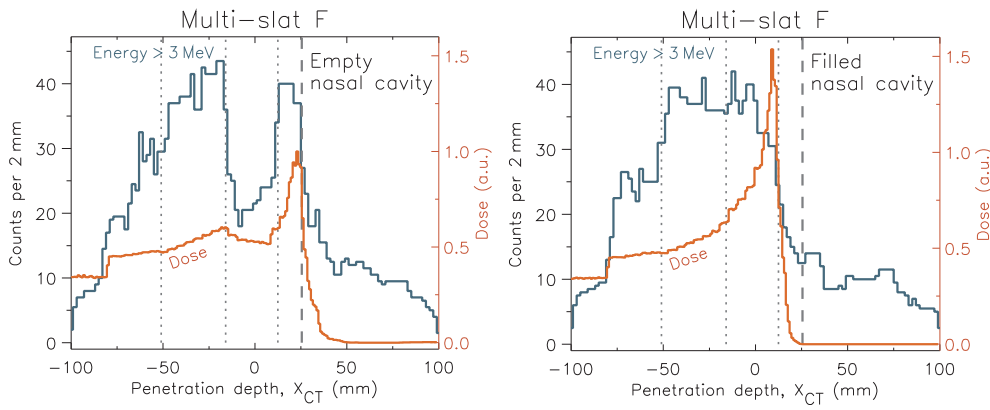 Multi-slat F
Energy > 3 MeV
Empty
nasal cavity
Dose
Counts per 2 mm
40
30
20
10
0
Dose (a.u.)
1.5
1.0
0.5
0.0
-100
-50
0
50
100
Penetration depth, XCT (mm)
Multi-slat F
Energy > 3 MeV
Filled
nasal cavity
Dose
Counts per 2 mm
40
30
20
10
0
Dose (a.u.)
1.5
1.0
0.5
0.0
-100
-50
0
50
100
Penetration depth, XCT (mm)